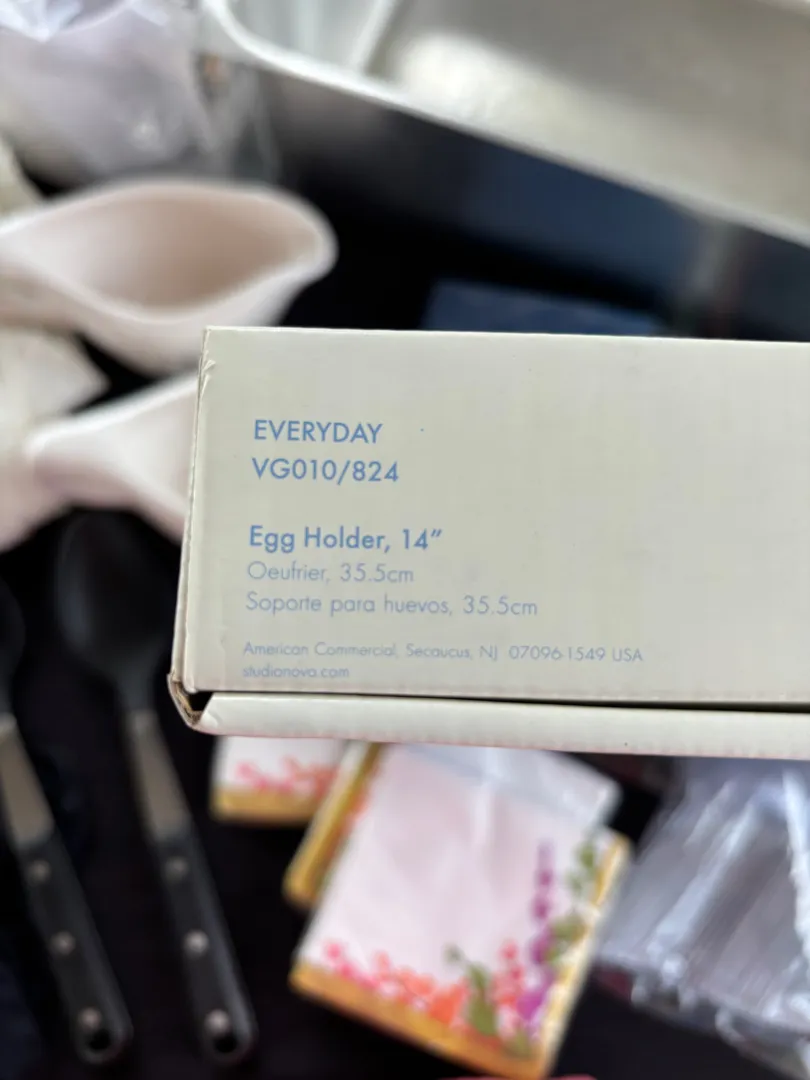 EVERYDAY
VG010/824
Egg Holder, 14”
Oeufrier, 35.5cm
Soporte para huevos, 35.5cm
American Commercial, Secaucus, NJ 07096-1549 USA
studionova.com